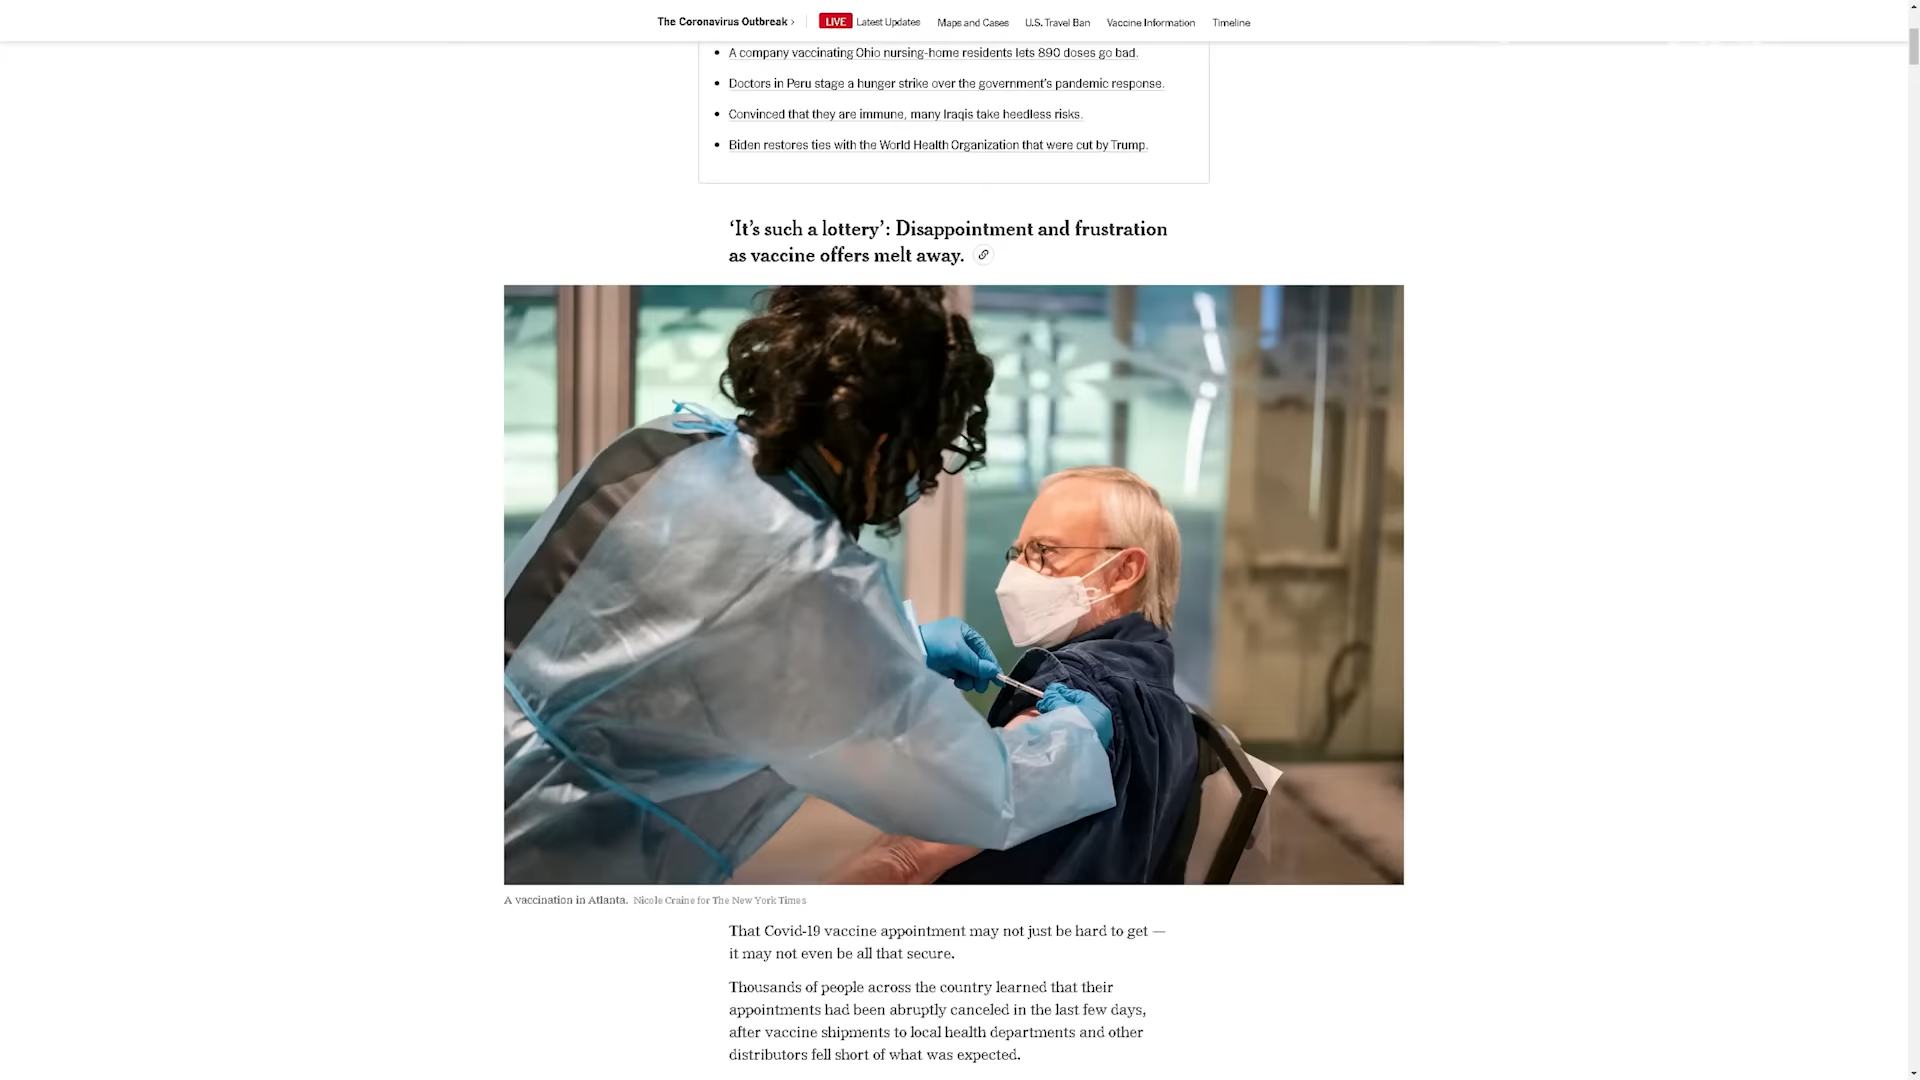 The Coronavirus Outbreak › LIVE Latest Updates Maps and Cases U.S. Travel Ban Vaccine Information Timeline
A company vaccinating Ohio nursing-home residents lets 890 doses go bad.
Doctors in Peru stage a hunger strike over the government's pandemic response.
Convinced that they are immune, many Iraqis take heedless risks.
Biden restores ties with the World Health Organization that were cut by Trump.
‘It’s such a lottery’: Disappointment and frustration
as vaccine offers melt away.
A vaccination in Atlanta. Nicole Craine for The New York Times
That Covid-19 vaccine appointment may not just be hard to get —
it may not even be all that secure.
Thousands of people across the country learned that their
appointments had been abruptly canceled in the last few days,
after vaccine shipments to local health departments and other
distributors fell short of what was expected.